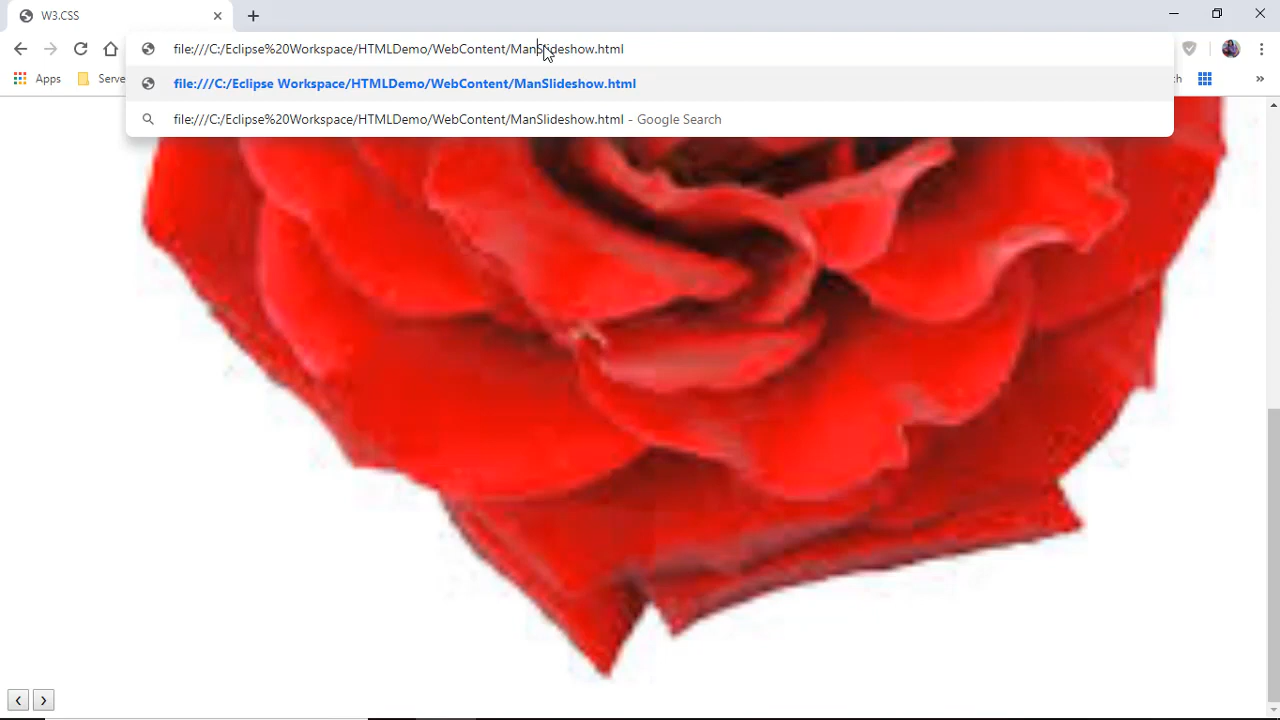 W3.CSS
file:///C:/Eclipse%20Workspace/HTMLDemo/WebContent/ManSlideshow.html
Apps
Serve
file:///C:/Eclipse Workspace/HTMLDemo/WebContent/ManSlideshow.html
h
file:///C:/Eclipse%20Workspace/HTMLDemo/WebContent/ManSlideshow.html - Google Search